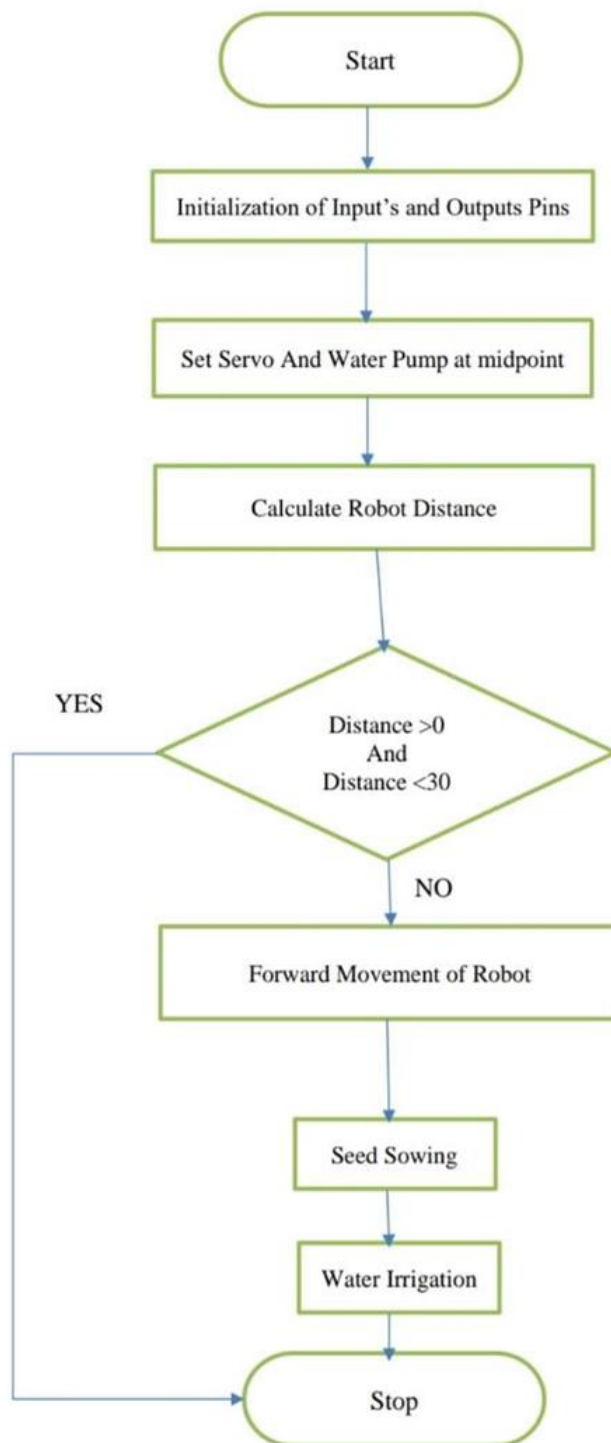 Start
Initialization of Input’s and Outputs Pins
Set Servo And Water Pump at midpoint
Calculate Robot Distance
YES
Distance >0
And
Distance <30
NO
Forward Movement of Robot
Seed Sowing
Water Irrigation
Stop